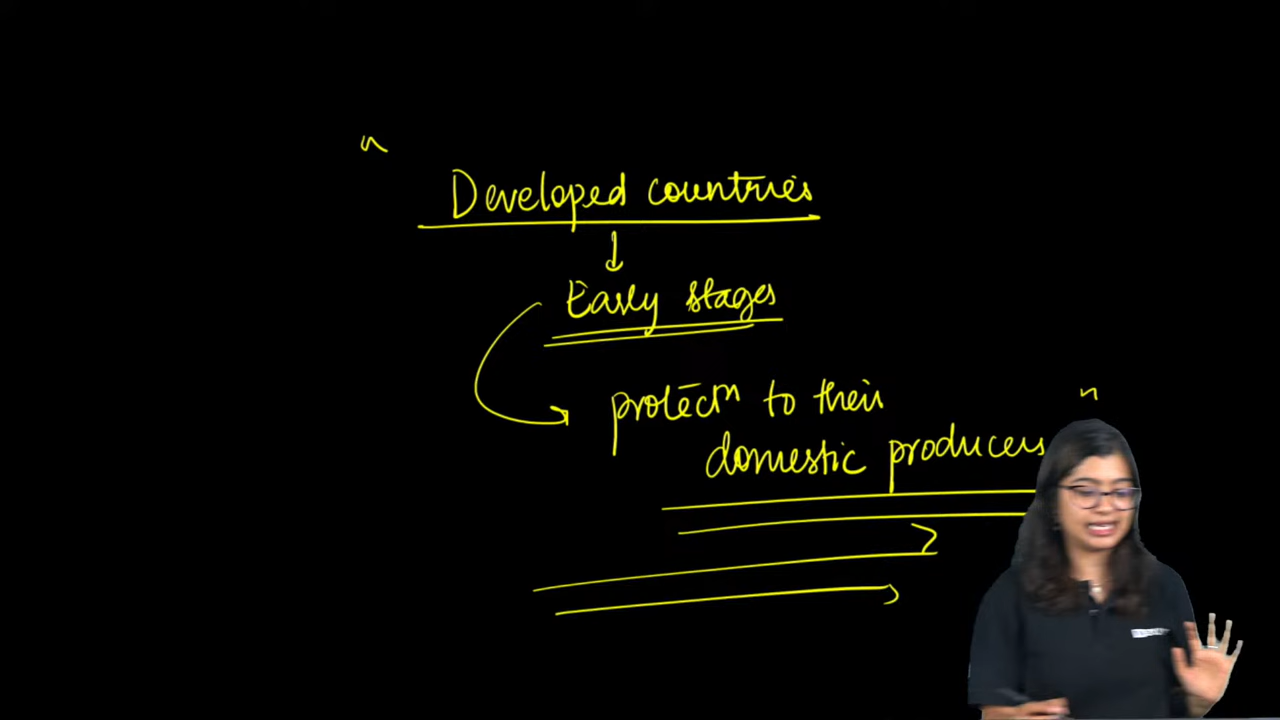 "
Developed countries
Early stages
protectn to their "
domestic producers